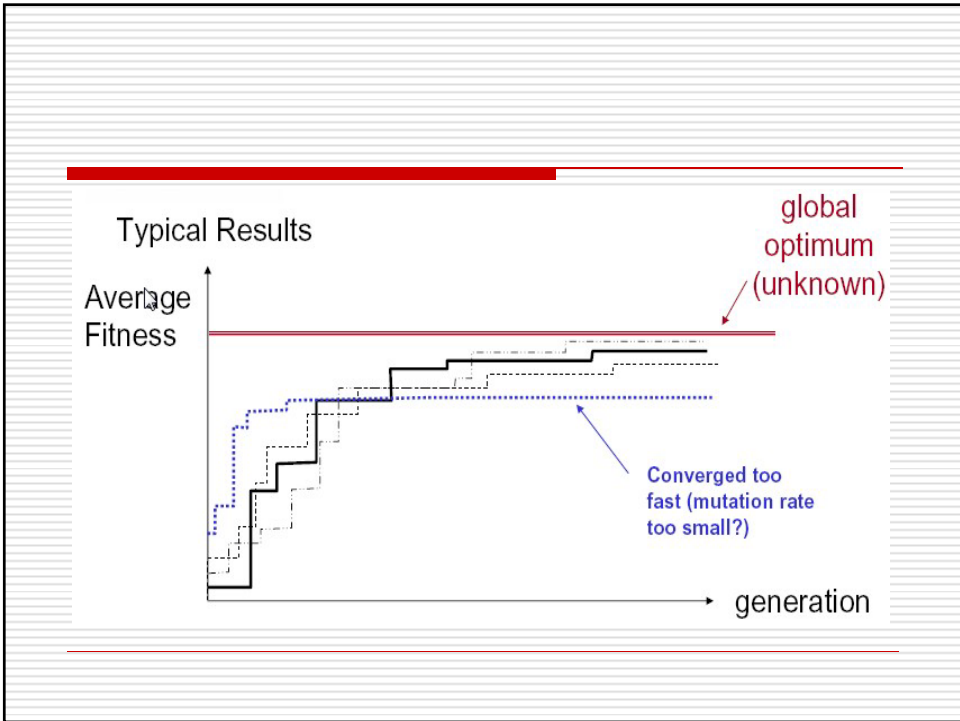 Typical Results
global
optimum
(unknown)
Average
Fitness
Converged too
fast (mutation rate
too small?)
generation